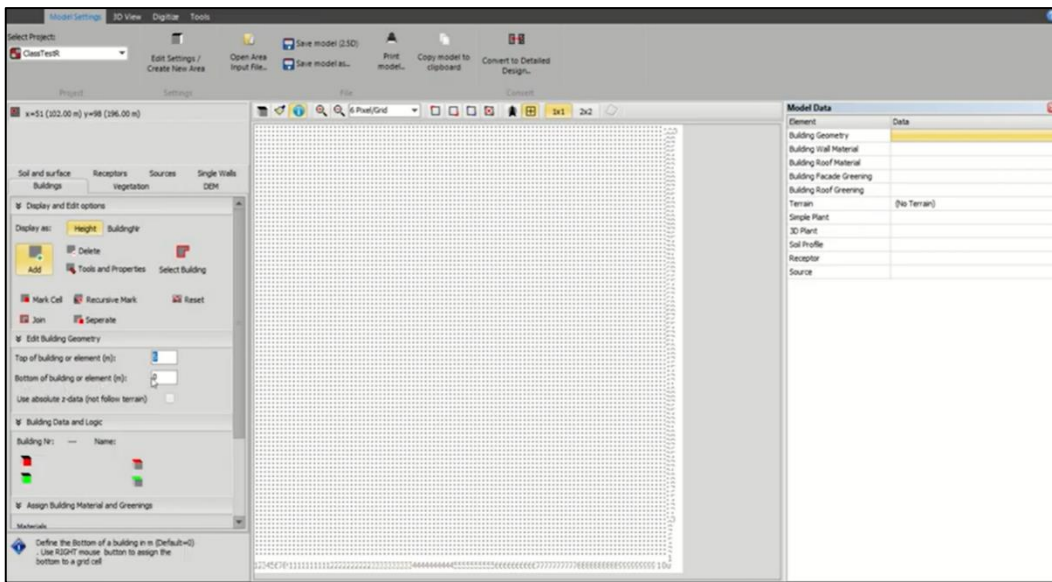 Model Settings 3D View Digitize Tools
Select Project:
ClassTestR
Edit Settings /
Create New Area
Open Area
Input File...
Save model (2.5D)
Save model as...
Print
model...
Copy model to
clipboard
Convert to Detailed
Design...
Project Settings File Convert
x=51 (102.00 m) y=98 (196.00 m)
6 Pixel/Grid
1x1 2x2
Soil and surface Receptors Sources Single Walls
Buildings Vegetation DEM
Display and Edit options
Display as: Height BuildingNr
Add
Delete
Tools and Properties
Select Building
Mark Cell Recursive Mark Reset
Join Seperate
Edit Building Geometry
Top of building or element (m):
Bottom of building or element (m): 0
Use absolute z-data (not follow terrain)
Building Data and Logic
Building Nr: --- Name:
Assign Building Material and Greenings
Materials
Define the Bottom of a building in m (Default=0)
. Use RIGHT mouse button to assign the
bottom to a grid cell
Model Data
Element Data
Building Geometry
Building Wall Material
Building Roof Material
Building Facade Greening
Building Roof Greening
Terrain (No Terrain)
Simple Plant
3D Plant
Soil Profile
Receptor
Source